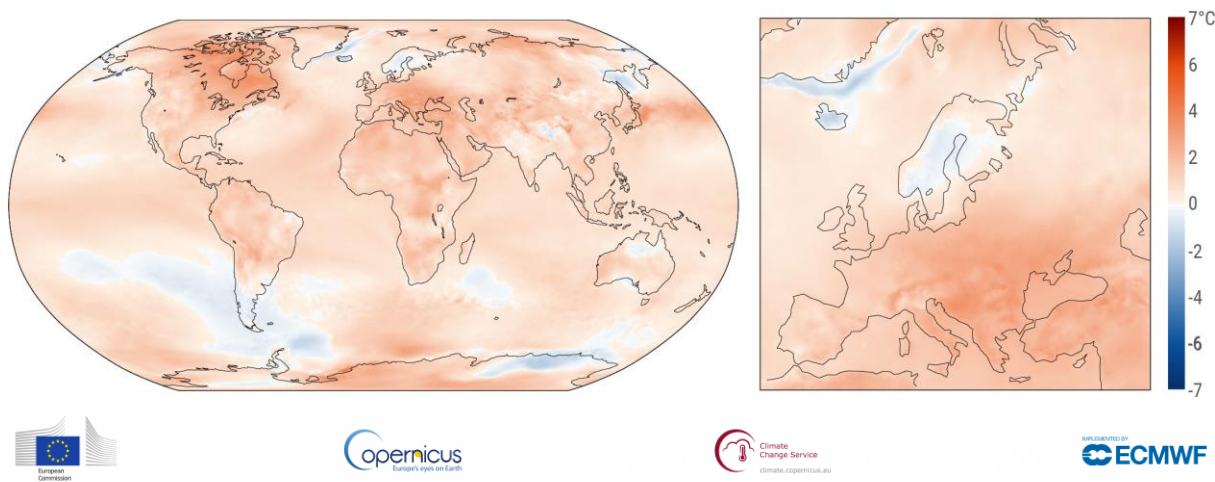 7°C
6
4
2
0
-2
-4
-6
-7
European
Commission
Copernicus
Europe's eyes on Earth
Climate
Change Service
climate.copernicus.eu
IMPLEMENTED BY
ECMWF